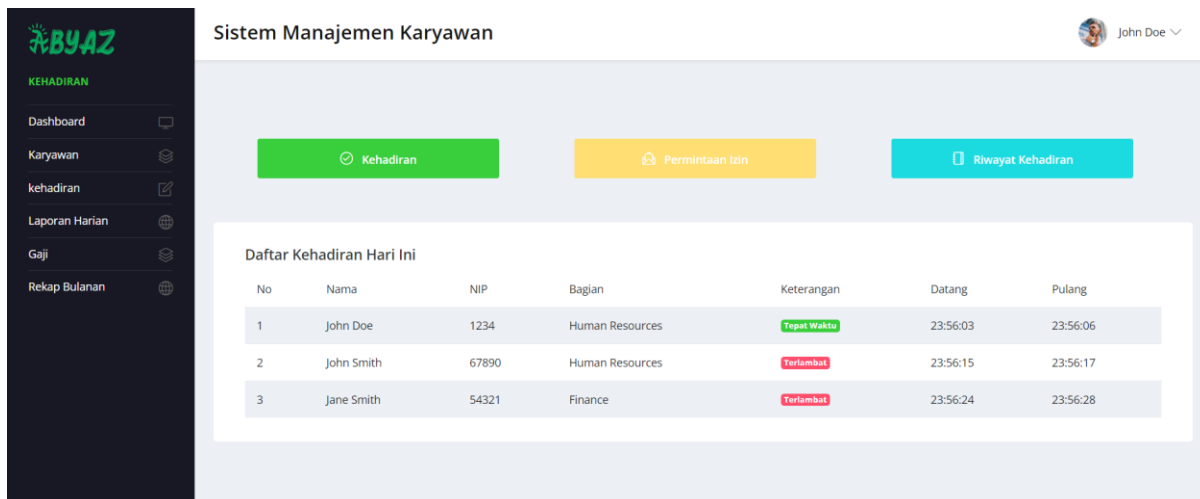 ABYAZ
Sistem Manajemen Karyawan
John Doe
KEHADIRAN
Dashboard
Karyawan
kehadiran
Laporan Harian
Gaji
Rekap Bulanan
Kehadiran
Permintaan Izin
Riwayat Kehadiran
Daftar Kehadiran Hari Ini
No Nama NIP Bagian Keterangan Datang Pulang
1 John Doe 1234 Human Resources Tepat Waktu 23:56:03 23:56:06
2 John Smith 67890 Human Resources Terlambat 23:56:15 23:56:17
3 Jane Smith 54321 Finance Terlambat 23:56:24 23:56:28